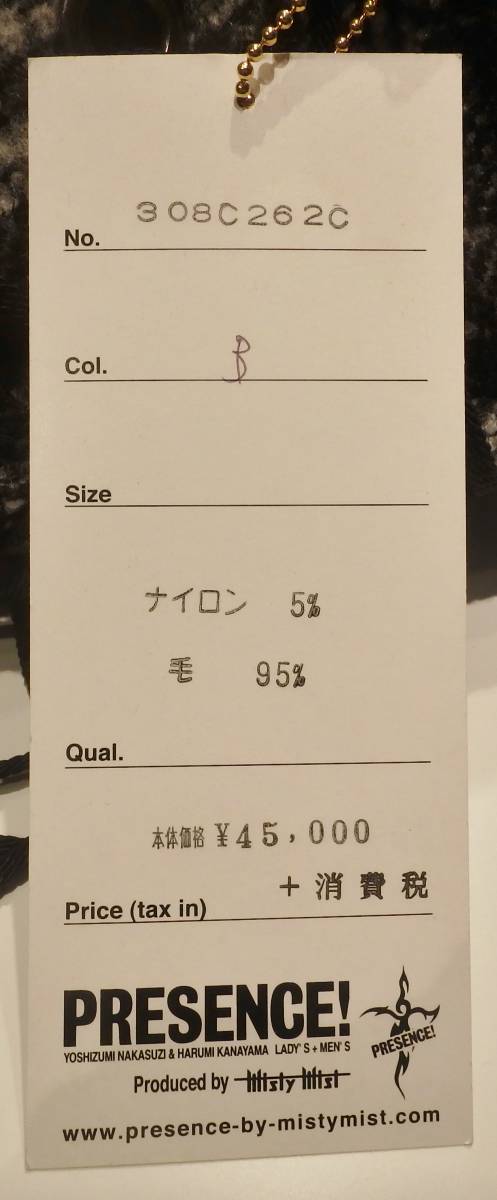 308C262C
No.
Col. B
Size
ナイロン 5%
毛 95%
Qual.
本体価格 ¥45,000
+消費税
Price (tax in)
PRESENCE!
PRESENCE!
YOSHIZUMI NAKASUZI & HARUMI KANAYAMA LADY'S + MEN'S
Produced by Misty Mist
www.presence-by-mistymist.com